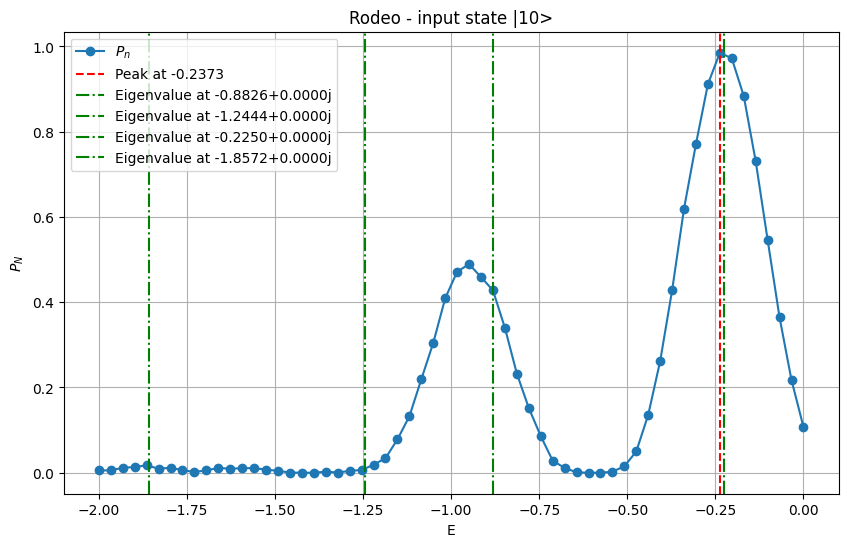 Rodeo - input state |10>
P_n
Peak at -0.2373
Eigenvalue at -0.8826+0.0000j
Eigenvalue at -1.2444+0.0000j
Eigenvalue at -0.2250+0.0000j
Eigenvalue at -1.8572+0.0000j
P_N
1.0
0.8
0.6
0.4
0.2
0.0
−2.00 −1.75 −1.50 −1.25 −1.00 −0.75 −0.50 −0.25 0.00
E